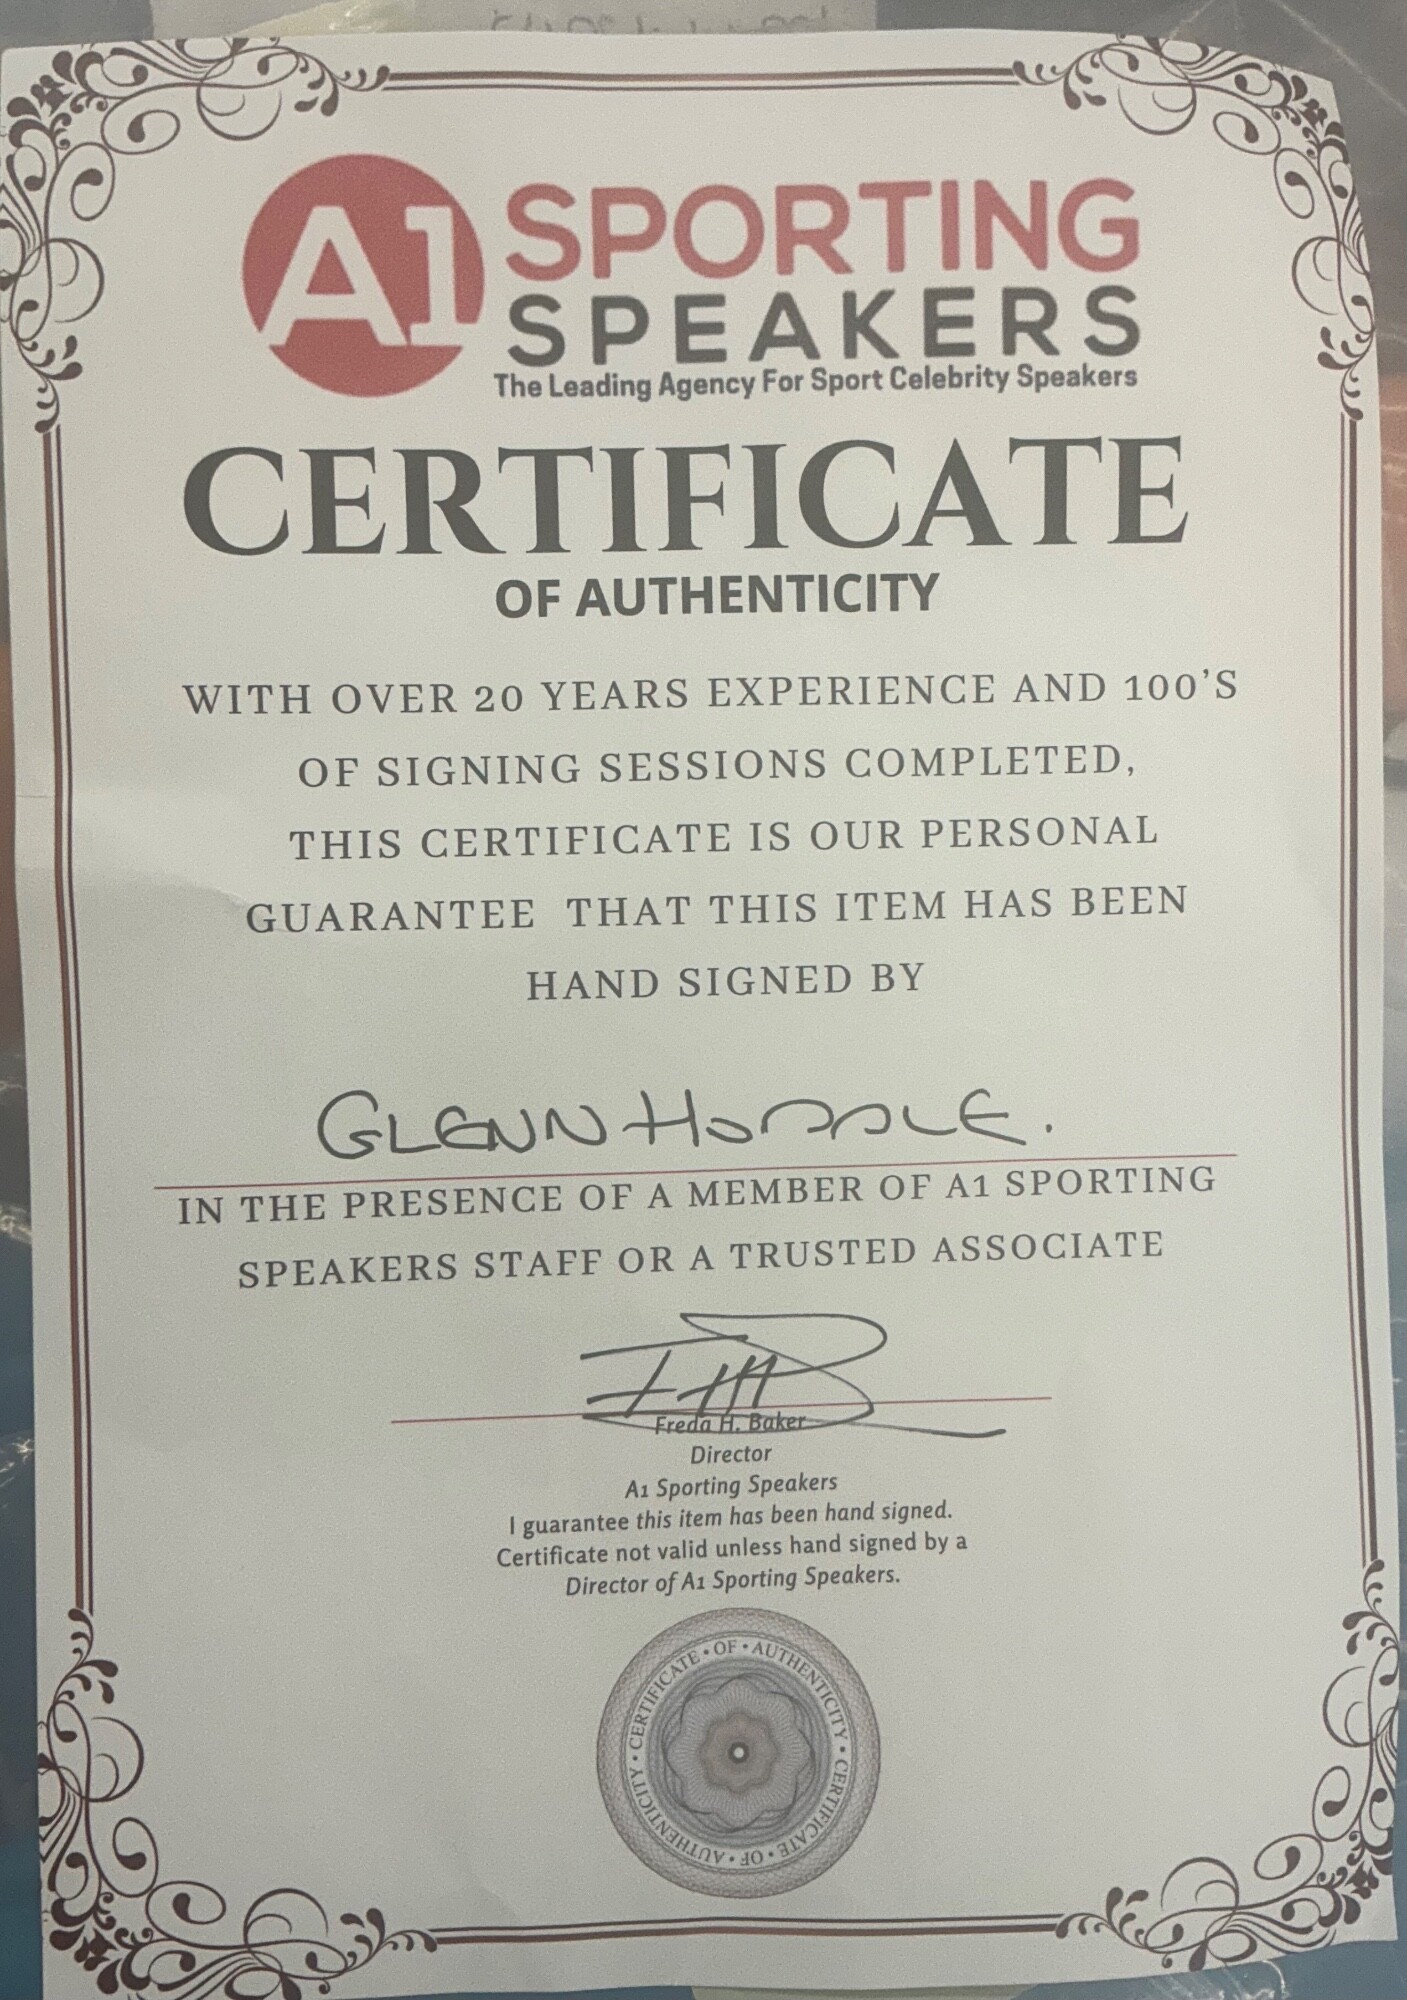 A1 SPORTING
SPEAKERS
The Leading Agency For Sport Celebrity Speakers
CERTIFICATE
OF AUTHENTICITY
WITH OVER 20 YEARS EXPERIENCE AND 100'S
OF SIGNING SESSIONS COMPLETED,
THIS CERTIFICATE IS OUR PERSONAL
GUARANTEE THAT THIS ITEM HAS BEEN
HAND SIGNED BY
GLENN HODDLE.
IN THE PRESENCE OF A MEMBER OF A1 SPORTING
SPEAKERS STAFF OR A TRUSTED ASSOCIATE
Freda H. Baker
Director
A1 Sporting Speakers
I guarantee this item has been hand signed.
Certificate not valid unless hand signed by a
Director of A1 Sporting Speakers.
CERTIFICATE • OF • AUTHENTICITY • CERTIFICATE • OF • AUTHENTICITY •